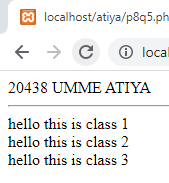 localhost/atiya/p8q5.ph
local
20438 UMME ATIYA
hello this is class 1
hello this is class 2
hello this is class 3